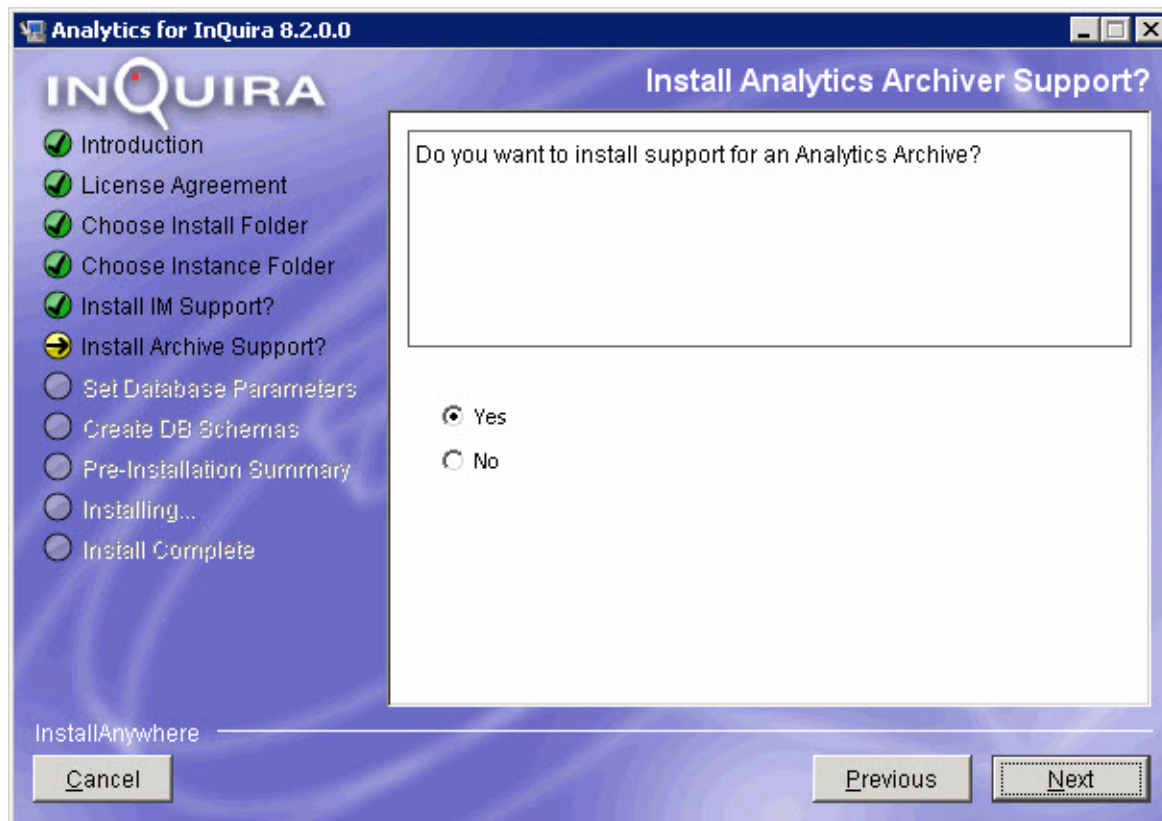 Analytics for InQuira 8.2.0.0
INQUIRA
Install Analytics Archiver Support?
Introduction
License Agreement
Choose Install Folder
Choose Instance Folder
Install IM Support?
Install Archive Support?
Set Database Parameters
Create DB Schemas
Pre-Installation Summary
Installing...
Install Complete
Do you want to install support for an Analytics Archive?
Yes
No
InstallAnywhere
Cancel
Previous
Next